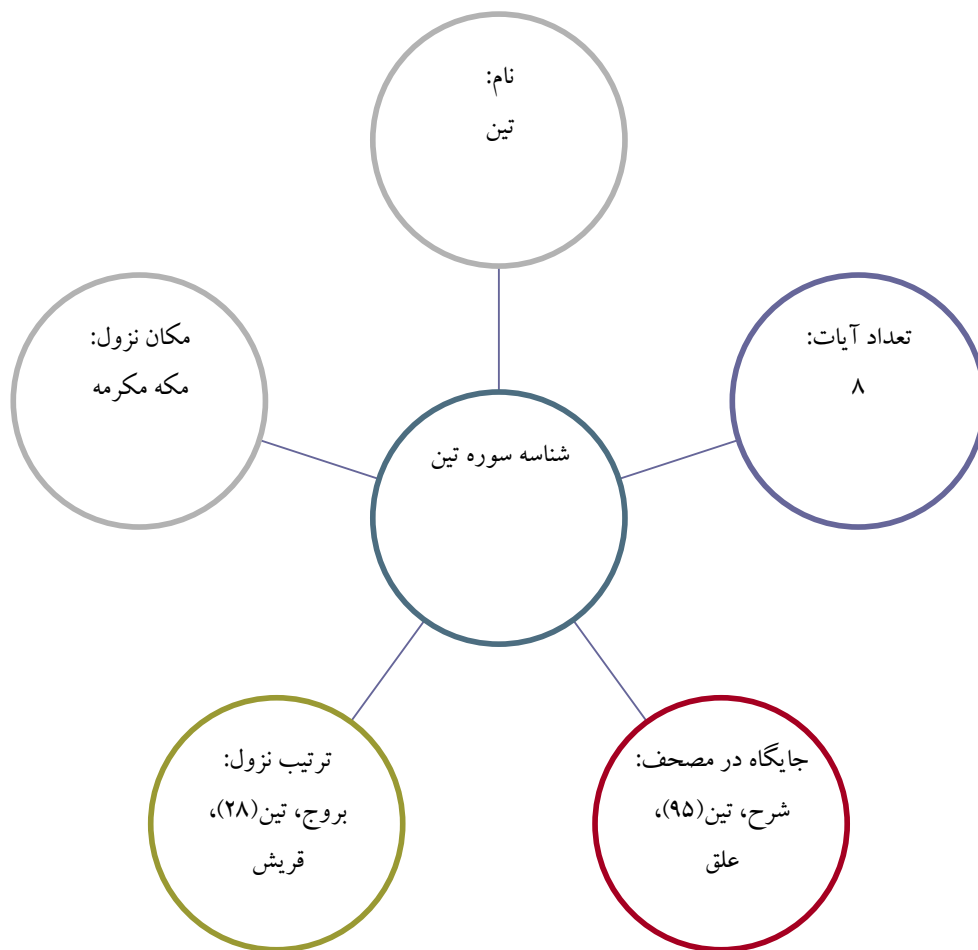 نام:
تین
تعداد آیات:
۸
مکان نزول:
مکه مکرمه
شناسه سوره تین
جایگاه در مصحف:
شرح، تین(۹۵)،
علق
ترتیب نزول:
بروج، تین(۲۸)،
قریش